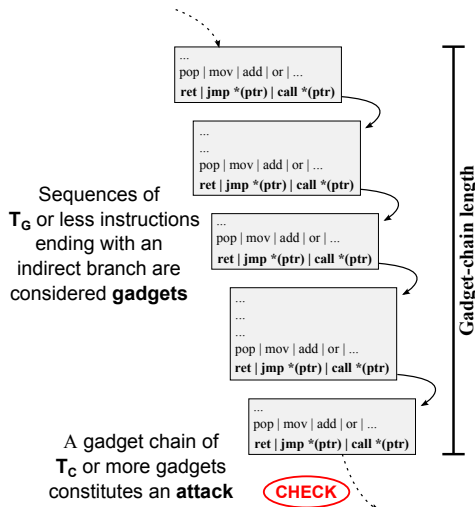 ...
pop | mov | add | or | ...
ret | jmp *(ptr) | call *(ptr)
...
...
pop | mov | add | or | ...
ret | jmp *(ptr) | call *(ptr)
Sequences of
TG or less instructions
ending with an
indirect branch are
considered gadgets
...
pop | mov | add | or | ...
ret | jmp *(ptr) | call *(ptr)
...
...
...
pop | mov | add | or | ...
ret | jmp *(ptr) | call *(ptr)
...
pop | mov | add | or | ...
ret | jmp *(ptr) | call *(ptr)
A gadget chain of
TC or more gadgets
constitutes an attack
CHECK
Gadget-chain length